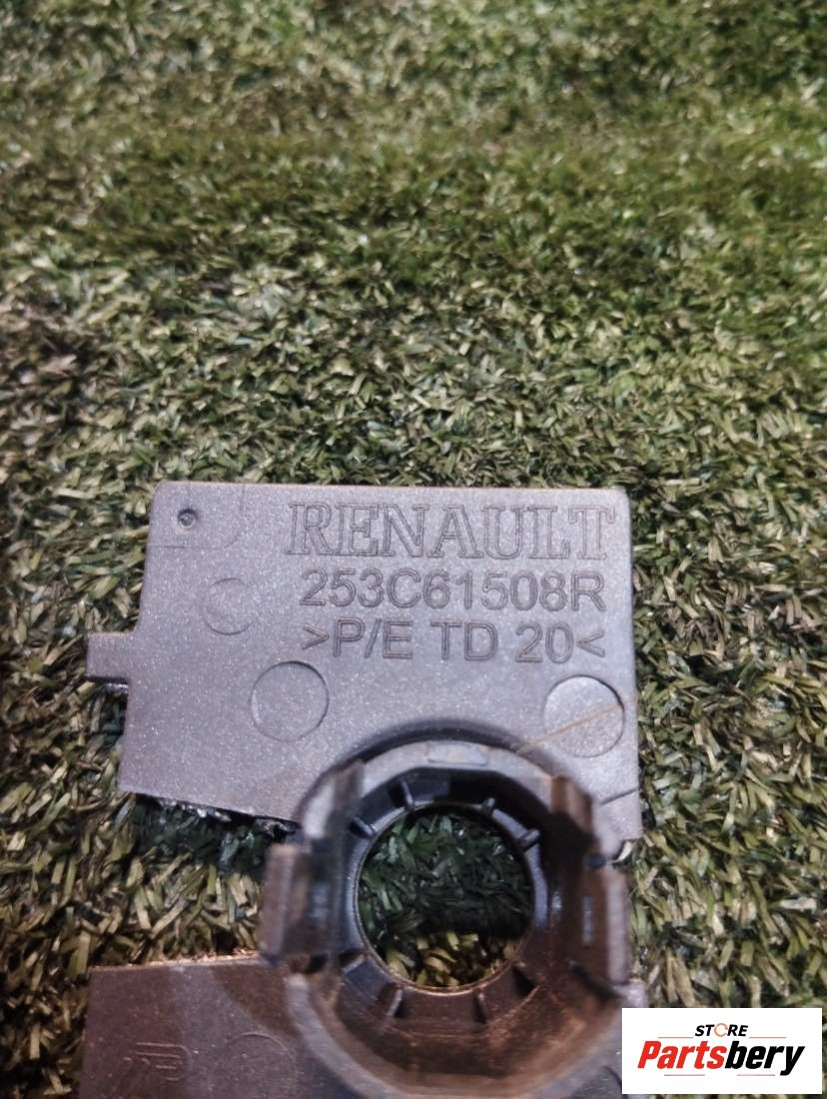 RENAULT
253C61508R
>P/E TD 20<
STORE
Partsbery